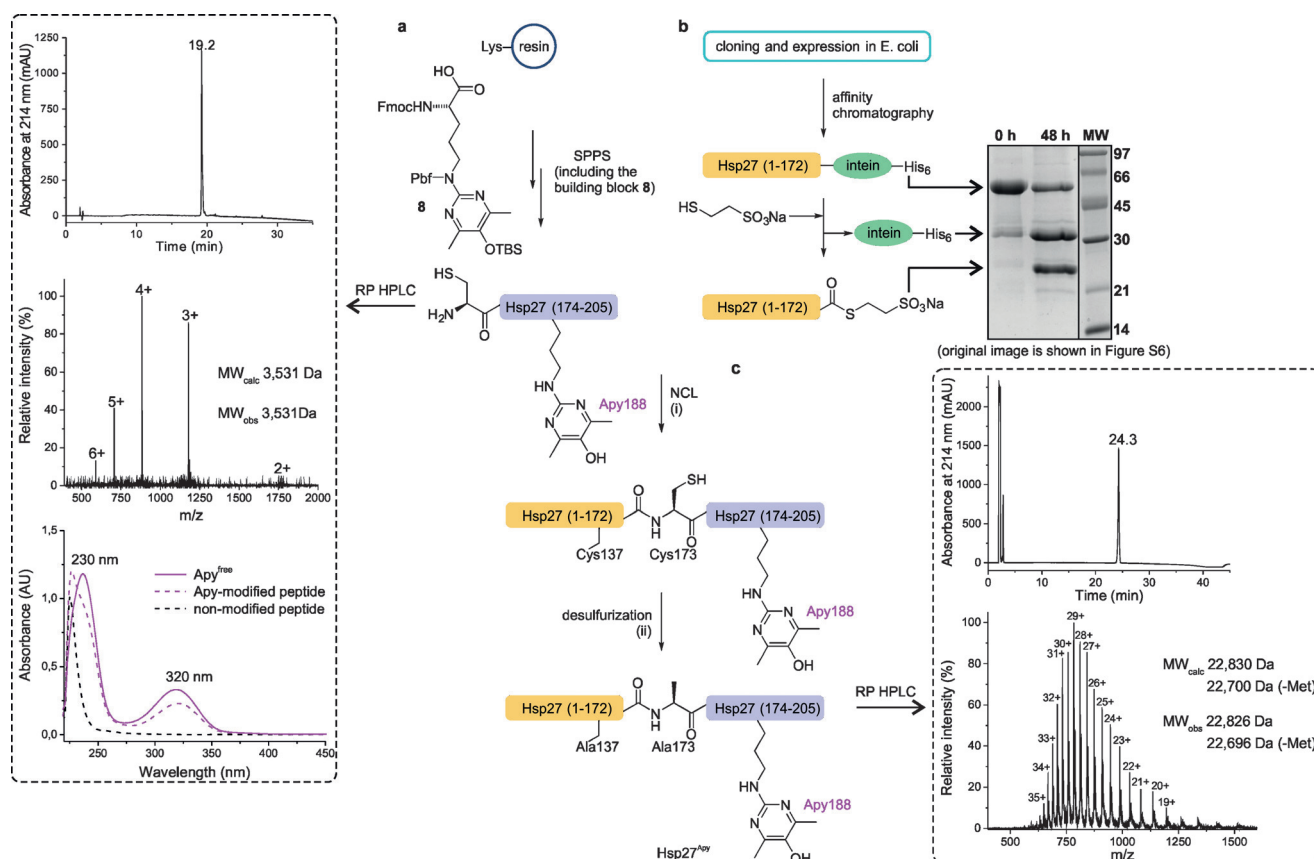 a
Lys
resin
HO
O
FmocHN
Pbf
N
N
N
8
OTBS
SPPS
(including the
building block 8)
HS
H2N
O
Hsp27 (174-205)
RP HPLC
HN
N
N
Apy188
OH
NCL
(i)
Hsp27 (1-172)
O
N
H
SH
O
Hsp27 (174-205)
Cys137
Cys173
HN
N
N
Apy188
OH
desulfurization
(ii)
Hsp27 (1-172)
O
N
H
O
Hsp27 (174-205)
Ala137
Ala173
HN
N
N
Apy188
OH
Hsp27Apy
RP HPLC
Absorbance at 214 nm (mAU)
1250
1000
750
500
250
0
19.2
0 10 20 30
Time (min)
Relative intensity (%)
100
80
60
40
20
0
6+
5+
4+
3+
2+
MWcalc 3,531 Da
MWobs 3,531Da
500 750 1000 1250 1500 1750 2000
m/z
Absorbance (AU)
1,5
1,0
0,5
0,0
230 nm
320 nm
Apyfree
Apy-modified peptide
non-modified peptide
250 300 350 400 450
Wavelength (nm)
b
cloning and expression in E. coli
affinity
chromatography
Hsp27 (1-172)
intein
His6
HS
SO3Na
intein
His6
Hsp27 (1-172)
O
S
SO3Na
0 h 48 h MW
97
66
45
30
21
14
(original image is shown in Figure S6)
c
Absorbance at 214 nm (mAU)
2000
1500
1000
500
0
24.3
0 20 40
Time (min)
Relative intensity (%)
100
80
60
40
20
0
35+
34+
33+
32+
31+
30+
29+
28+
27+
26+
25+
24+
23+
22+
21+
20+
19+
MWcalc 22,830 Da
22,700 Da (-Met)
MWobs 22,826 Da
22,696 Da (-Met)
500 750 1000 1250 1500
m/z